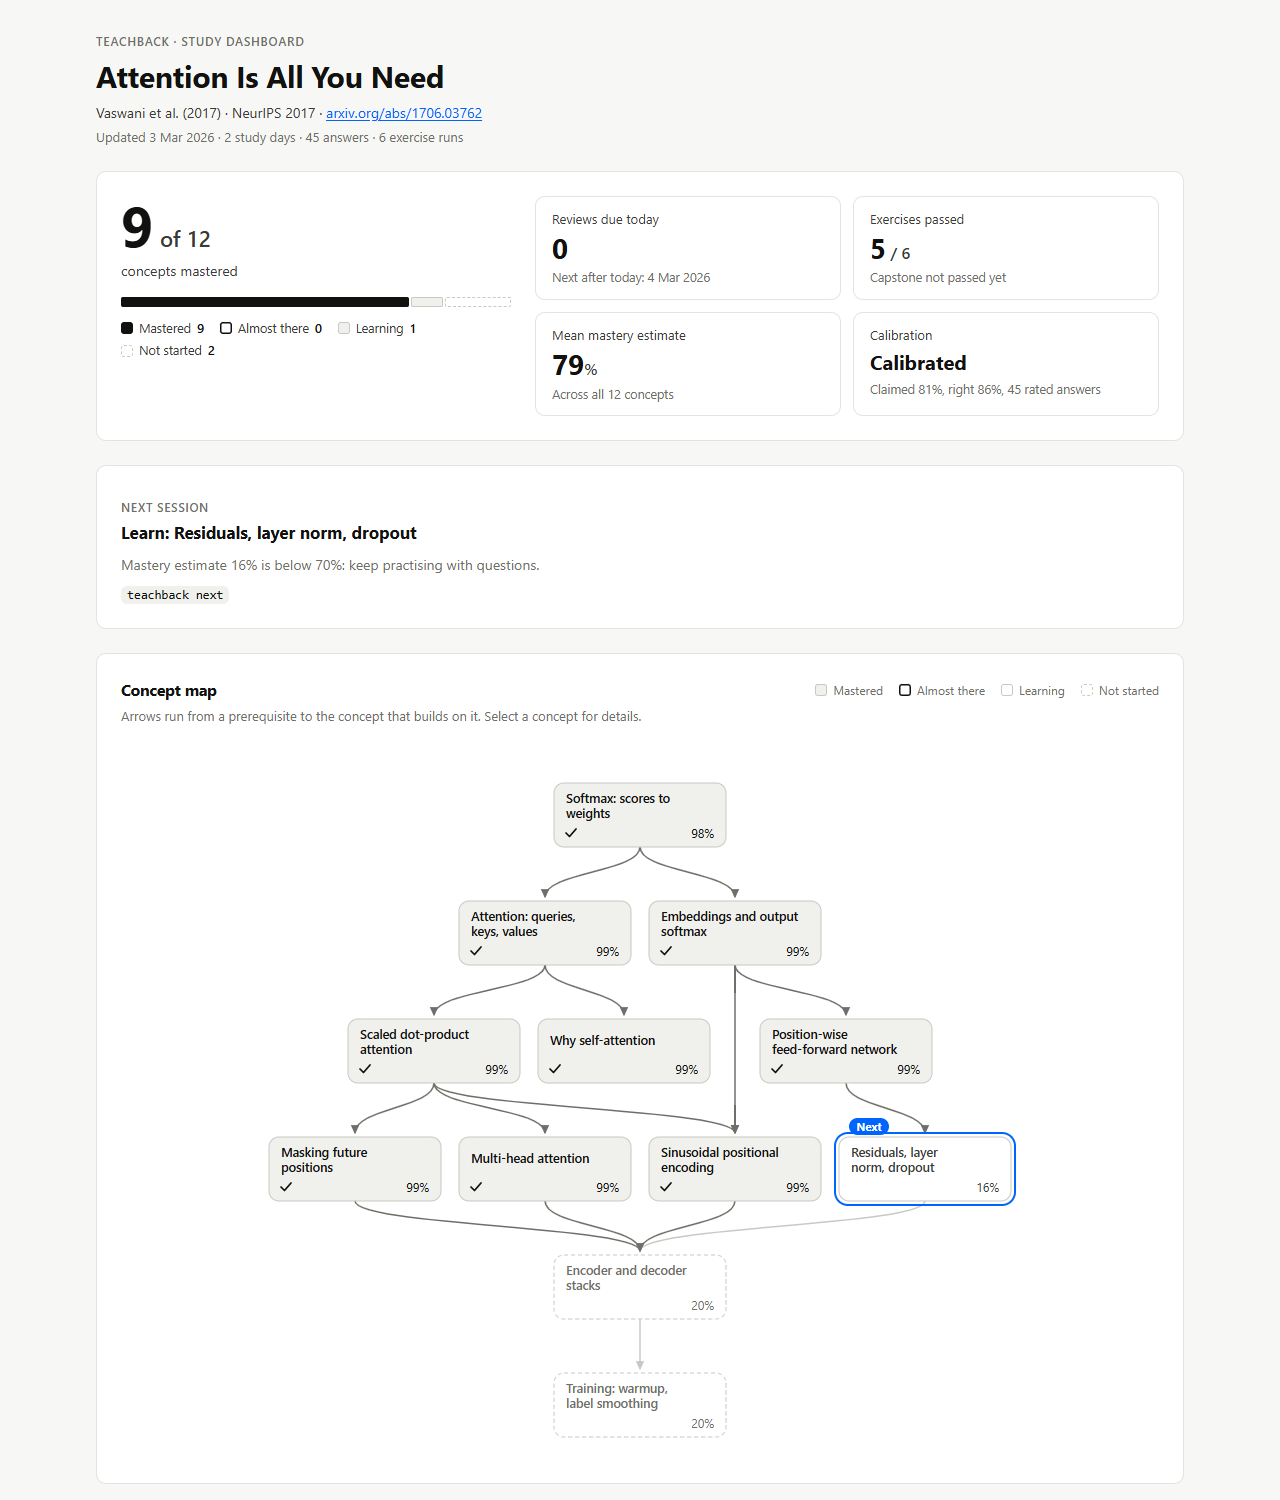 TEACHBACK · STUDY DASHBOARD
Attention Is All You Need
Vaswani et al. (2017) · NeurIPS 2017 · arxiv.org/abs/1706.03762
Updated 3 Mar 2026 · 2 study days · 45 answers · 6 exercise runs
9 of 12
concepts mastered
Mastered 9
Almost there 0
Learning 1
Not started 2
Reviews due today
0
Next after today: 4 Mar 2026
Exercises passed
5 / 6
Capstone not passed yet
Mean mastery estimate
79%
Across all 12 concepts
Calibration
Calibrated
Claimed 81%, right 86%, 45 rated answers
NEXT SESSION
Learn: Residuals, layer norm, dropout
Mastery estimate 16% is below 70%: keep practising with questions.
teachback next
Concept map
Mastered
Almost there
Learning
Not started
Arrows run from a prerequisite to the concept that builds on it. Select a concept for details.
Softmax: scores to
weights
98%
Attention: queries,
keys, values
99%
Embeddings and output
softmax
99%
Scaled dot-product
attention
99%
Why self-attention
99%
Position-wise
feed-forward network
99%
Masking future
positions
99%
Multi-head attention
99%
Sinusoidal positional
encoding
99%
Next
Residuals, layer
norm, dropout
16%
Encoder and decoder
stacks
20%
Training: warmup,
label smoothing
20%